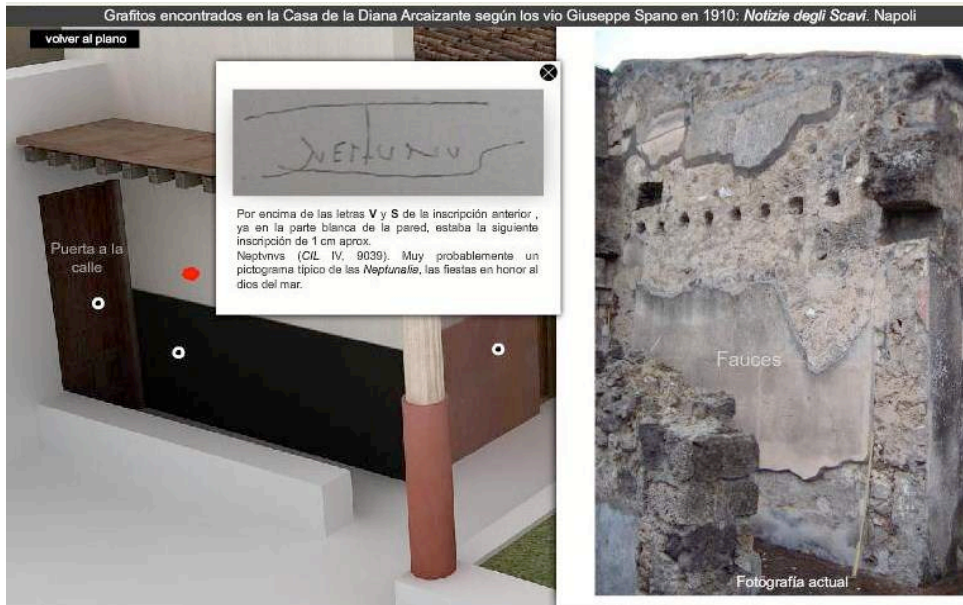 Grafitos encontrados en la Casa de la Diana Arcaizante según los vio Giuseppe Spano en 1910: Notizie degli Scavi. Napoli
volver al plano
Por encima de las letras V y S de la inscripción anterior ,
ya en la parte blanca de la pared, estaba la siguiente
inscripción de 1 cm aprox.
Neptvnvs (CIL IV, 9039). Muy probablemente un
pictograma típico de las Neptunalia, las fiestas en honor al
dios del mar.
Puerta a la
calle
Fauces
Fotografía actual